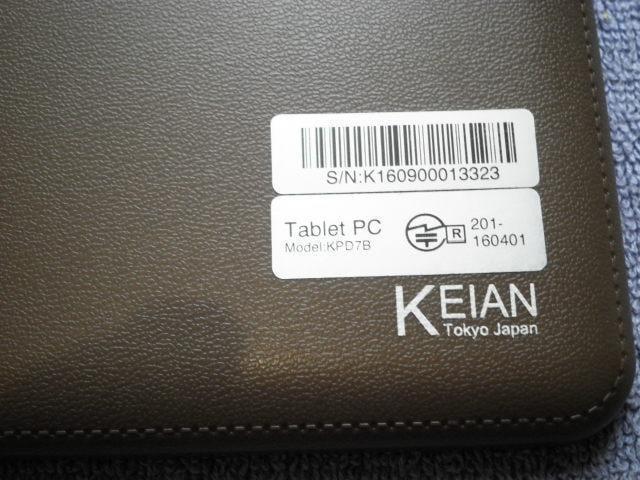 S/N:K160900013323
Tablet PC
Model:KPD7B
R
201-
160401
KEIAN
Tokyo Japan